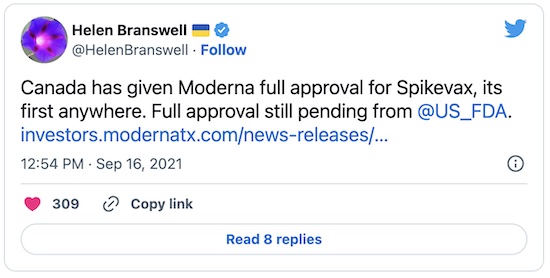 Helen Branswell 🇺🇦
@HelenBranswell · Follow
Canada has given Moderna full approval for Spikevax, its
first anywhere. Full approval still pending from @US_FDA.
investors.modernatx.com/news-releases/…
12:54 PM · Sep 16, 2021
309 Copy link
Read 8 replies